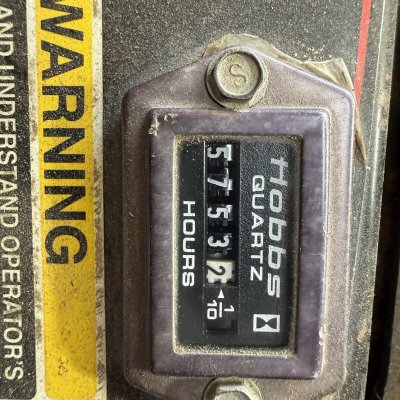 WARNING
AND UNDERSTAND OPERATOR'S
S
Hobbs
QUARTZ
57532
◄ 1/10
HOURS